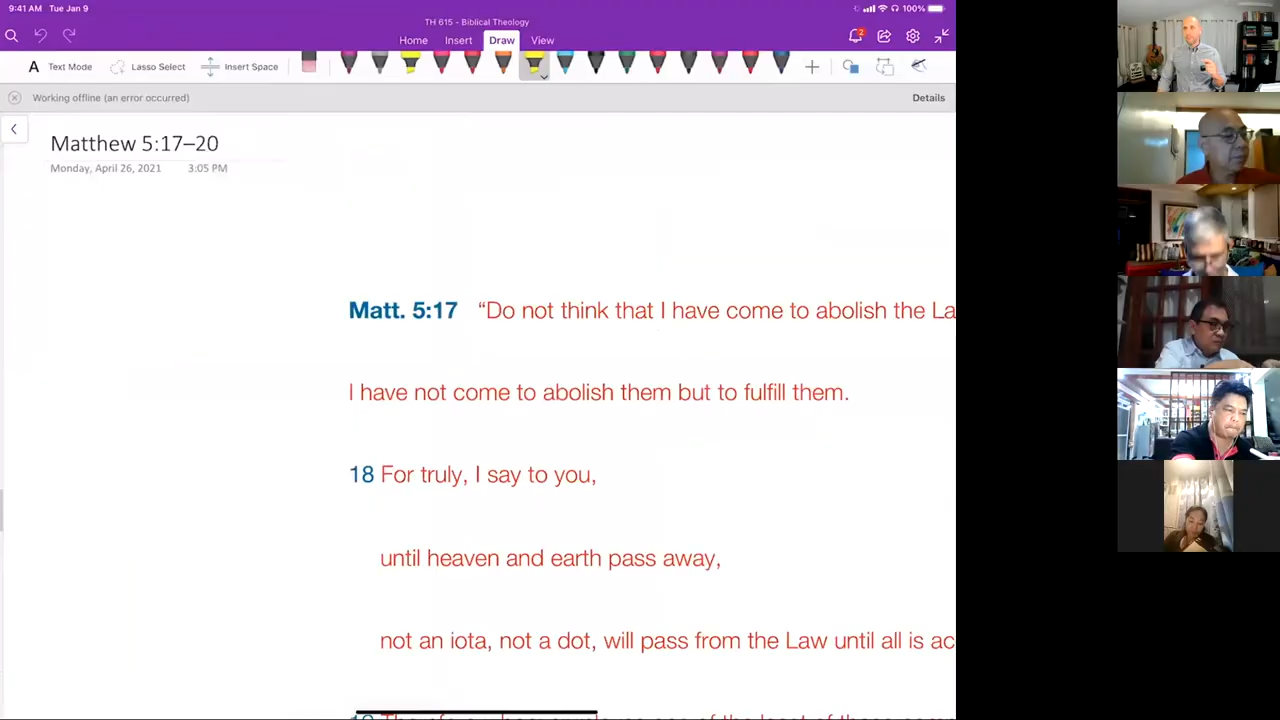 9:41 AM Tue Jan 9
100%
TH 615 - Biblical Theology
Home Insert Draw View
2
A Text Mode Lasso Select Insert Space
Working offline (an error occurred) Details
Matthew 5:17–20
Monday, April 26, 2021 3:05 PM
Matt. 5:17 “Do not think that I have come to abolish the La
I have not come to abolish them but to fulfill them.
18 For truly, I say to you,
until heaven and earth pass away,
not an iota, not a dot, will pass from the Law until all is ac